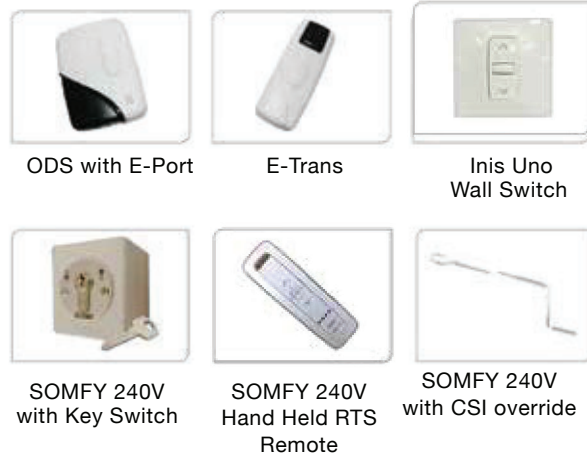 ODS with E-Port
E-Trans
Inis Uno
Wall Switch
SOMFY 240V
with Key Switch
SOMFY 240V
Hand Held RTS
Remote
SOMFY 240V
with CSI override